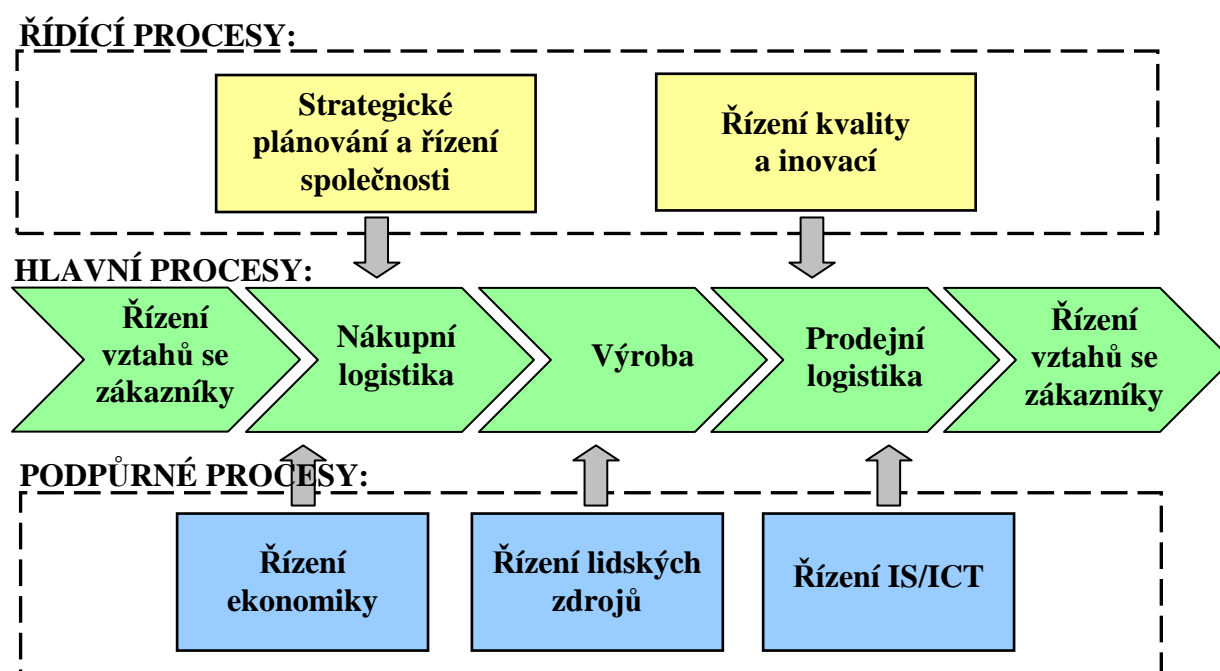 ŘÍDÍCÍ PROCESY:
Strategické
plánování a řízení
společnosti
Řízení kvality
a inovací
HLAVNÍ PROCESY:
Řízení
vztahů se
zákazníky
Nákupní
logistika
Výroba
Prodejní
logistika
Řízení
vztahů se
zákazníky
PODPŮRNÉ PROCESY:
Řízení
ekonomiky
Řízení lidských
zdrojů
Řízení IS/ICT